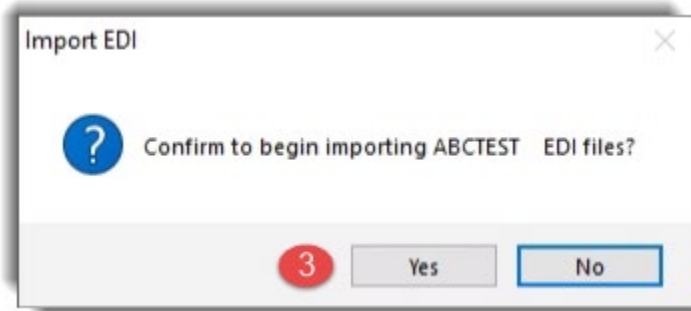 Import EDI
? Confirm to begin importing ABCTEST EDI files?
3 Yes No